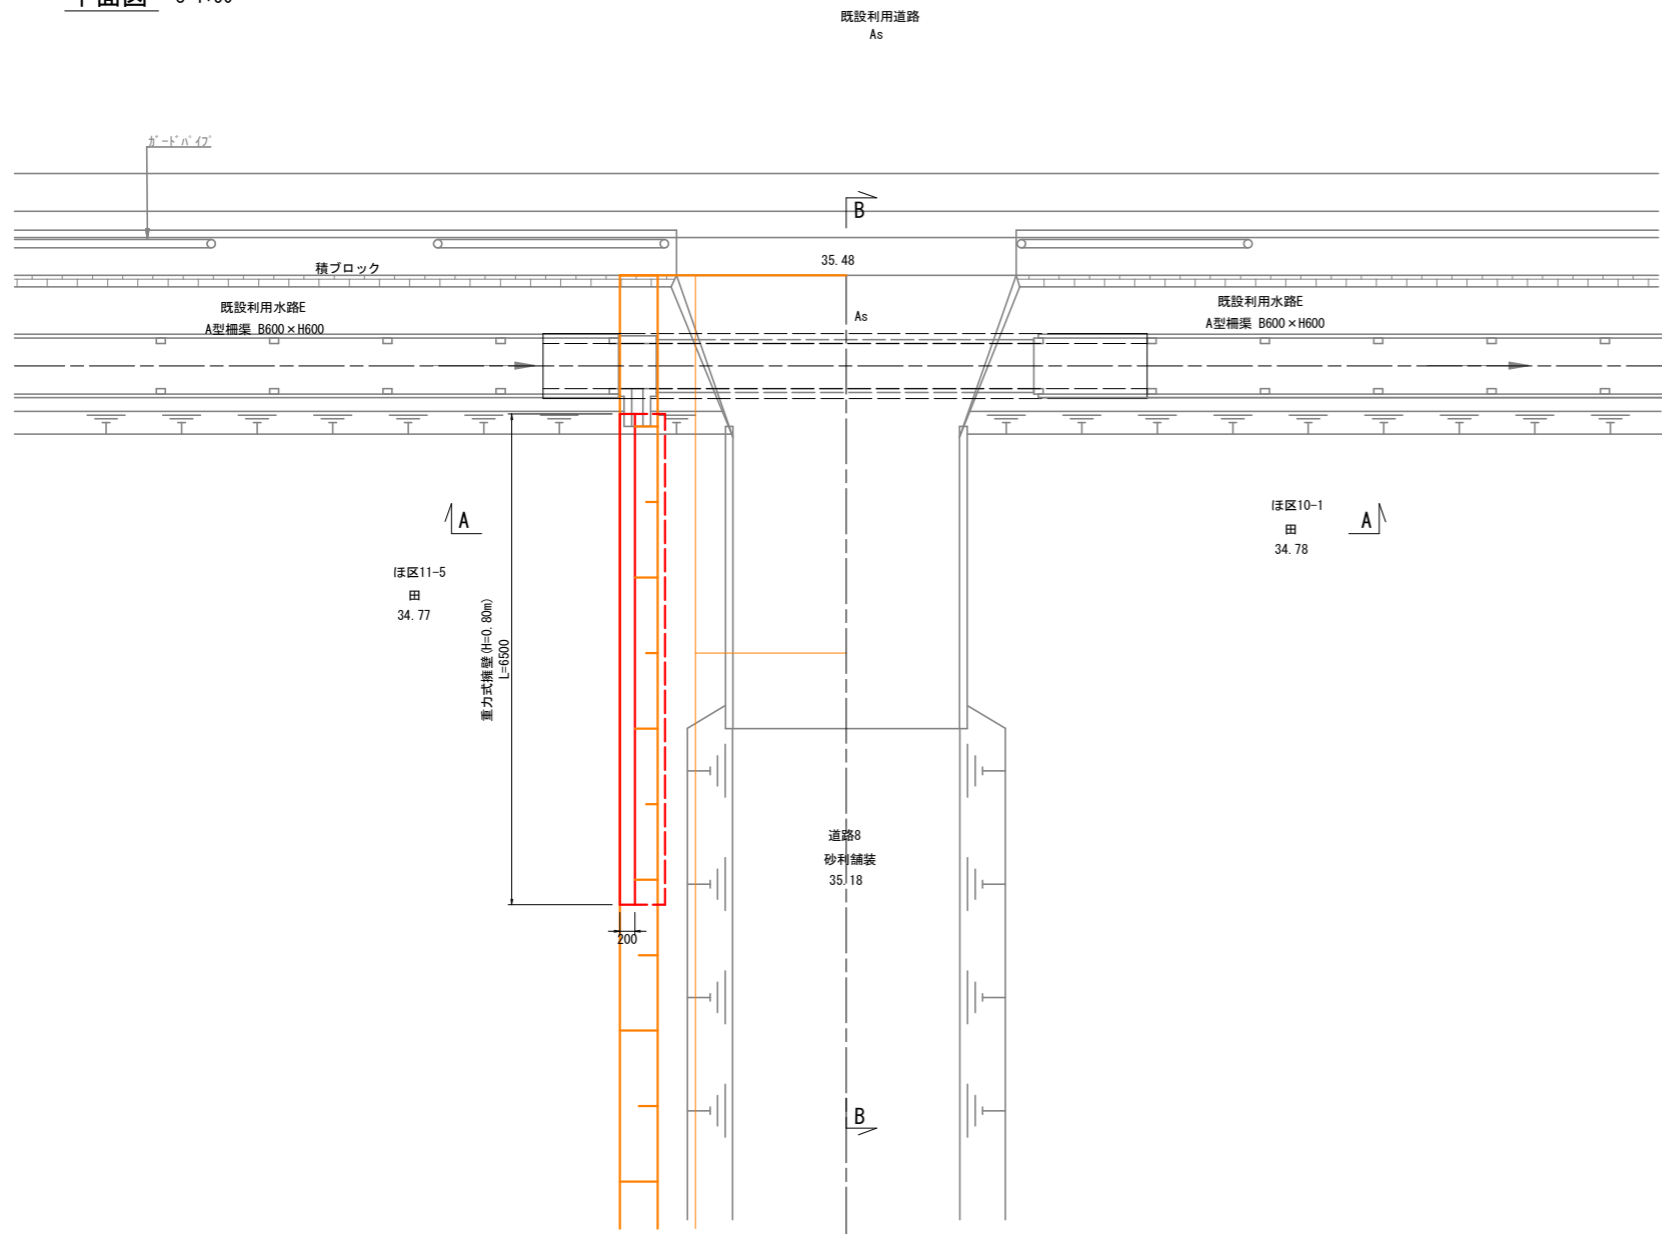 既設利用道路
As
ｶﾞｰﾄﾞﾊﾟｲﾌﾟ
B
35.48
積ブロック
既設利用水路E
A型柵渠 B600×H600
As
既設利用水路E
A型柵渠 B600×H600
A
ほ区10-1
田
34.78
A
ほ区11-5
田
34.77
重力式擁壁(H=0.80m)
L=6500
道路8
砂利舗装
35.18
200
B